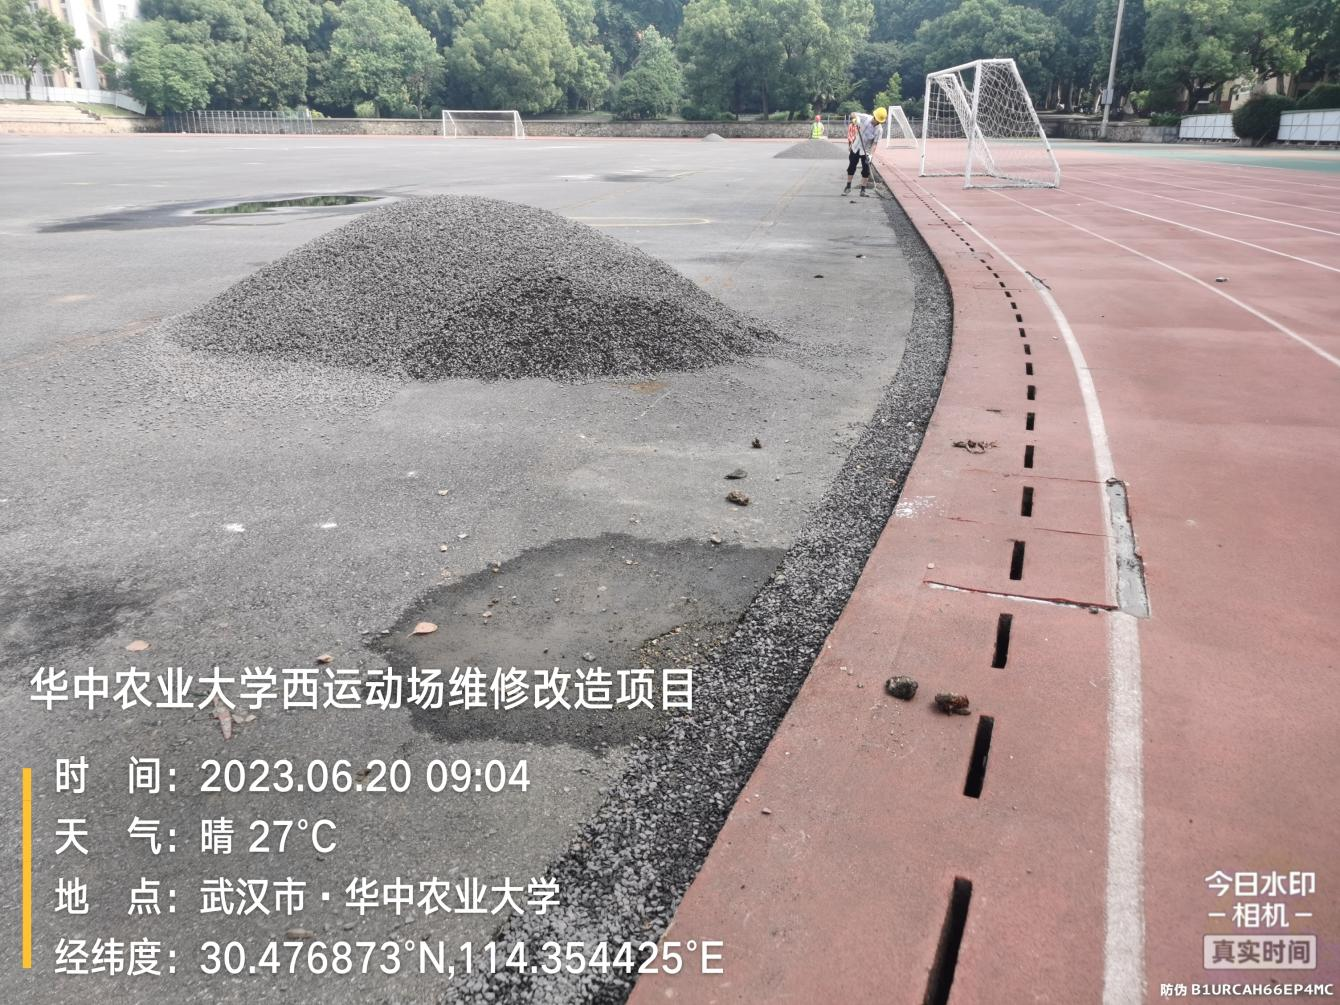 华中农业大学西运动场维修改造项目
时 间：2023.06.20 09:04
天 气：晴 27°C
地 点：武汉市·华中农业大学
经纬度：30.476873°N,114.354425°E
今日水印
-相机-
真实时间
防伪 B1URCAH66EP4MC